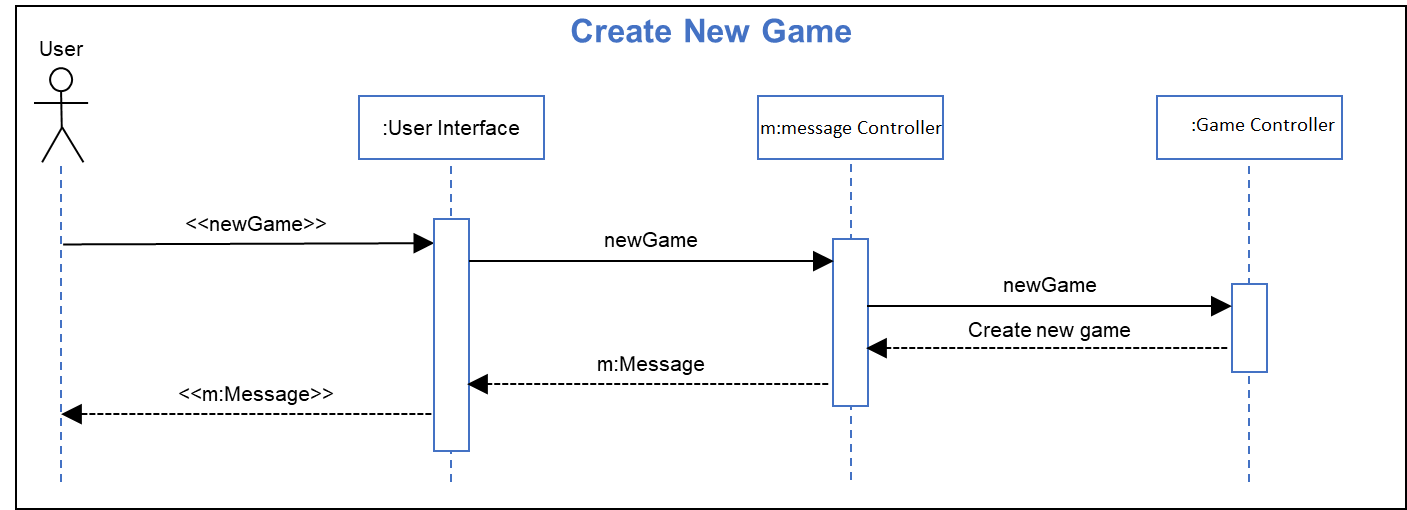 Create New Game
User
:User Interface
m:message Controller
:Game Controller
<<newGame>>
newGame
newGame
Create new game
m:Message
<<m:Message>>